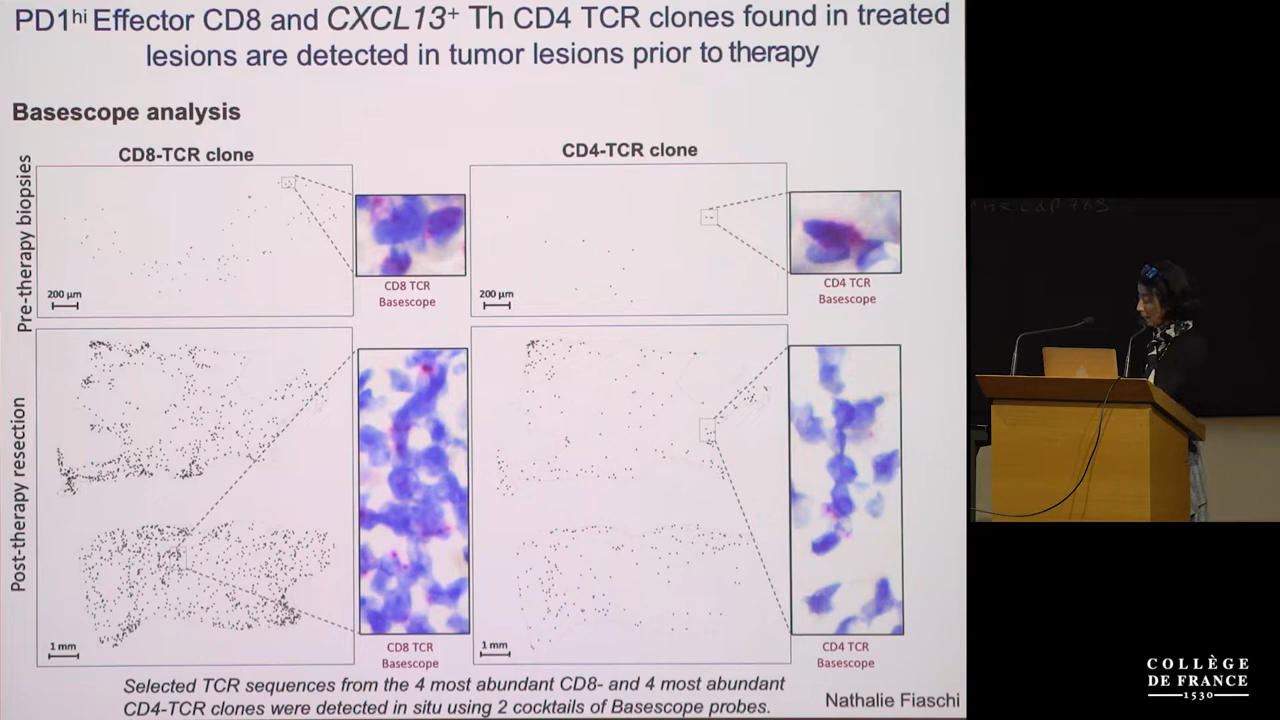 PD1hi Effector CD8 and CXCL13+ Th CD4 TCR clones found in treated
lesions are detected in tumor lesions prior to therapy
Basescope analysis
CD8-TCR clone
CD4-TCR clone
Pre-therapy biopsies
200 µm
CD8 TCR
Basescope
200 µm
CD4 TCR
Basescope
Post-therapy resection
1 mm
CD8 TCR
Basescope
1 mm
CD4 TCR
Basescope
Selected TCR sequences from the 4 most abundant CD8- and 4 most abundant
CD4-TCR clones were detected in situ using 2 cocktails of Basescope probes.
Nathalie Fiaschi
COLLÈGE
DE FRANCE
1530